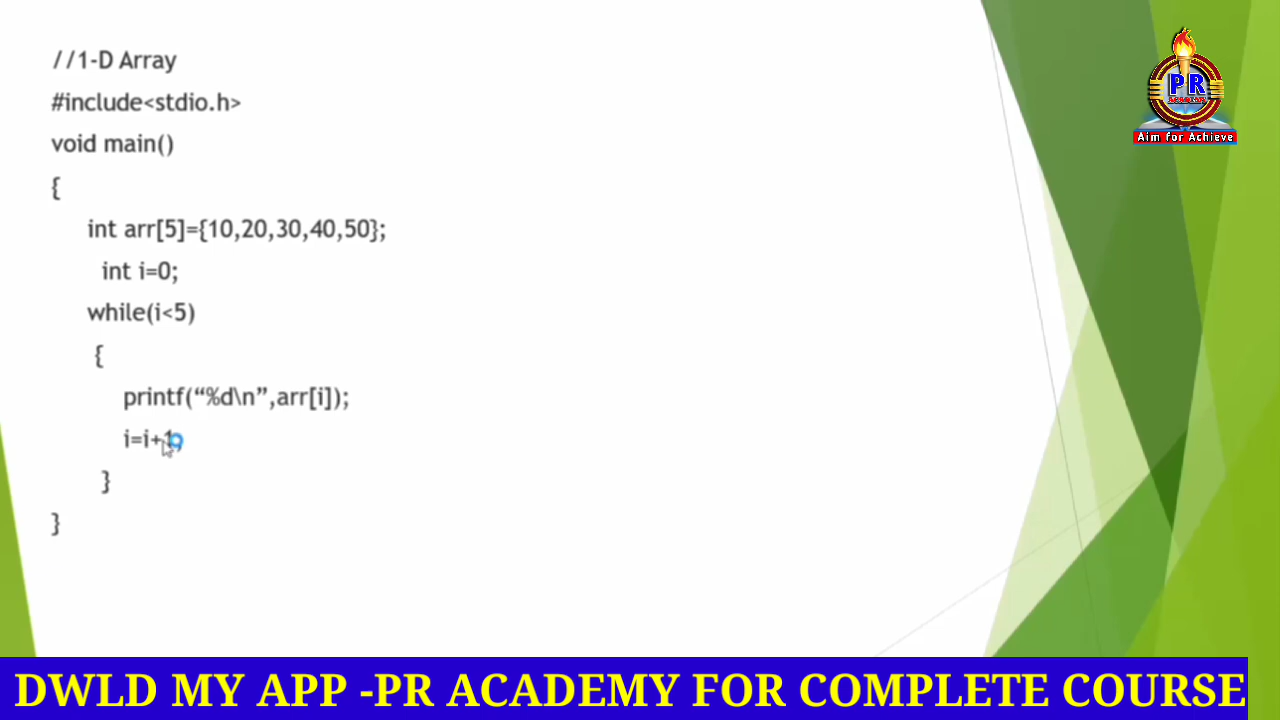 //1-D Array
#include<stdio.h>
void main()
{
int arr[5]={10,20,30,40,50};
int i=0;
while(i<5)
{
printf(“%d\n”,arr[i]);
i=i+1;
}
}
PR
Aim for Achieve
DWLD MY APP -PR ACADEMY FOR COMPLETE COURSE